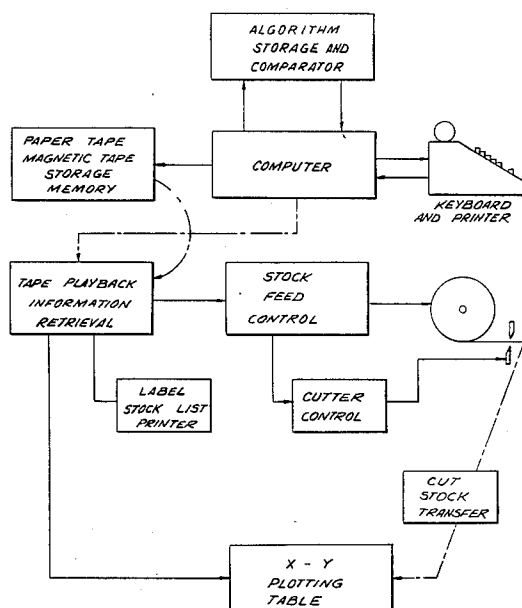 ALGORITHM
STORAGE AND
COMPARATOR
PAPER TAPE
MAGNETIC TAPE
STORAGE
MEMORY
COMPUTER
KEYBOARD
AND PRINTER
TAPE PLAYBACK
INFORMATION
RETRIEVAL
STOCK
FEED
CONTROL
LABEL
STOCK LIST
PRINTER
CUTTER
CONTROL
CUT
STOCK
TRANSFER
X - Y
PLOTTING
TABLE